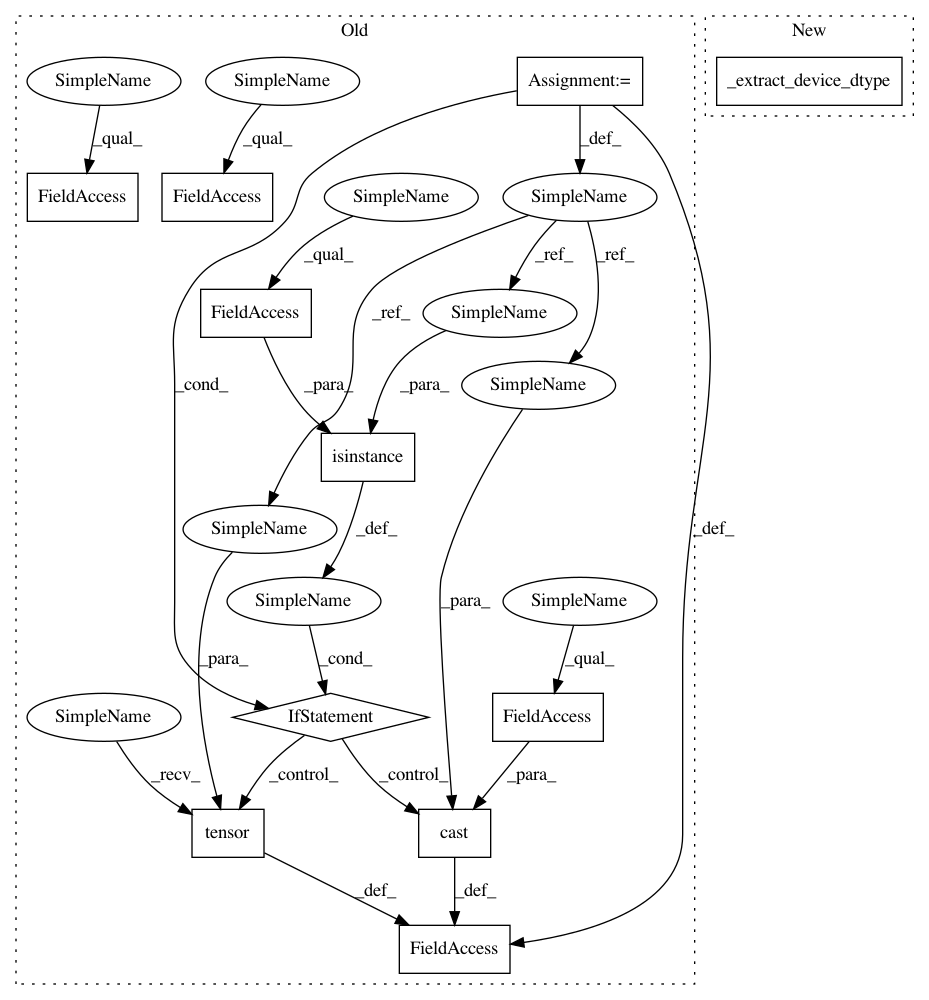 Old
New
SimpleName
SimpleName
Assignment:=
_extract_device_dtype
_qual_
_qual_
_def_
FieldAccess
FieldAccess
SimpleName
SimpleName
_qual_
_ref_
_ref_
FieldAccess
SimpleName
_ref_
_cond_
_para_
_para_
SimpleName
isinstance
SimpleName
_def_
_def_
SimpleName
_para_
SimpleName
_para_
_cond_
_qual_
SimpleName
IfStatement
FieldAccess
_recv_
_control_
_control_
_para_
tensor
cast
_def_
_def_
FieldAccess